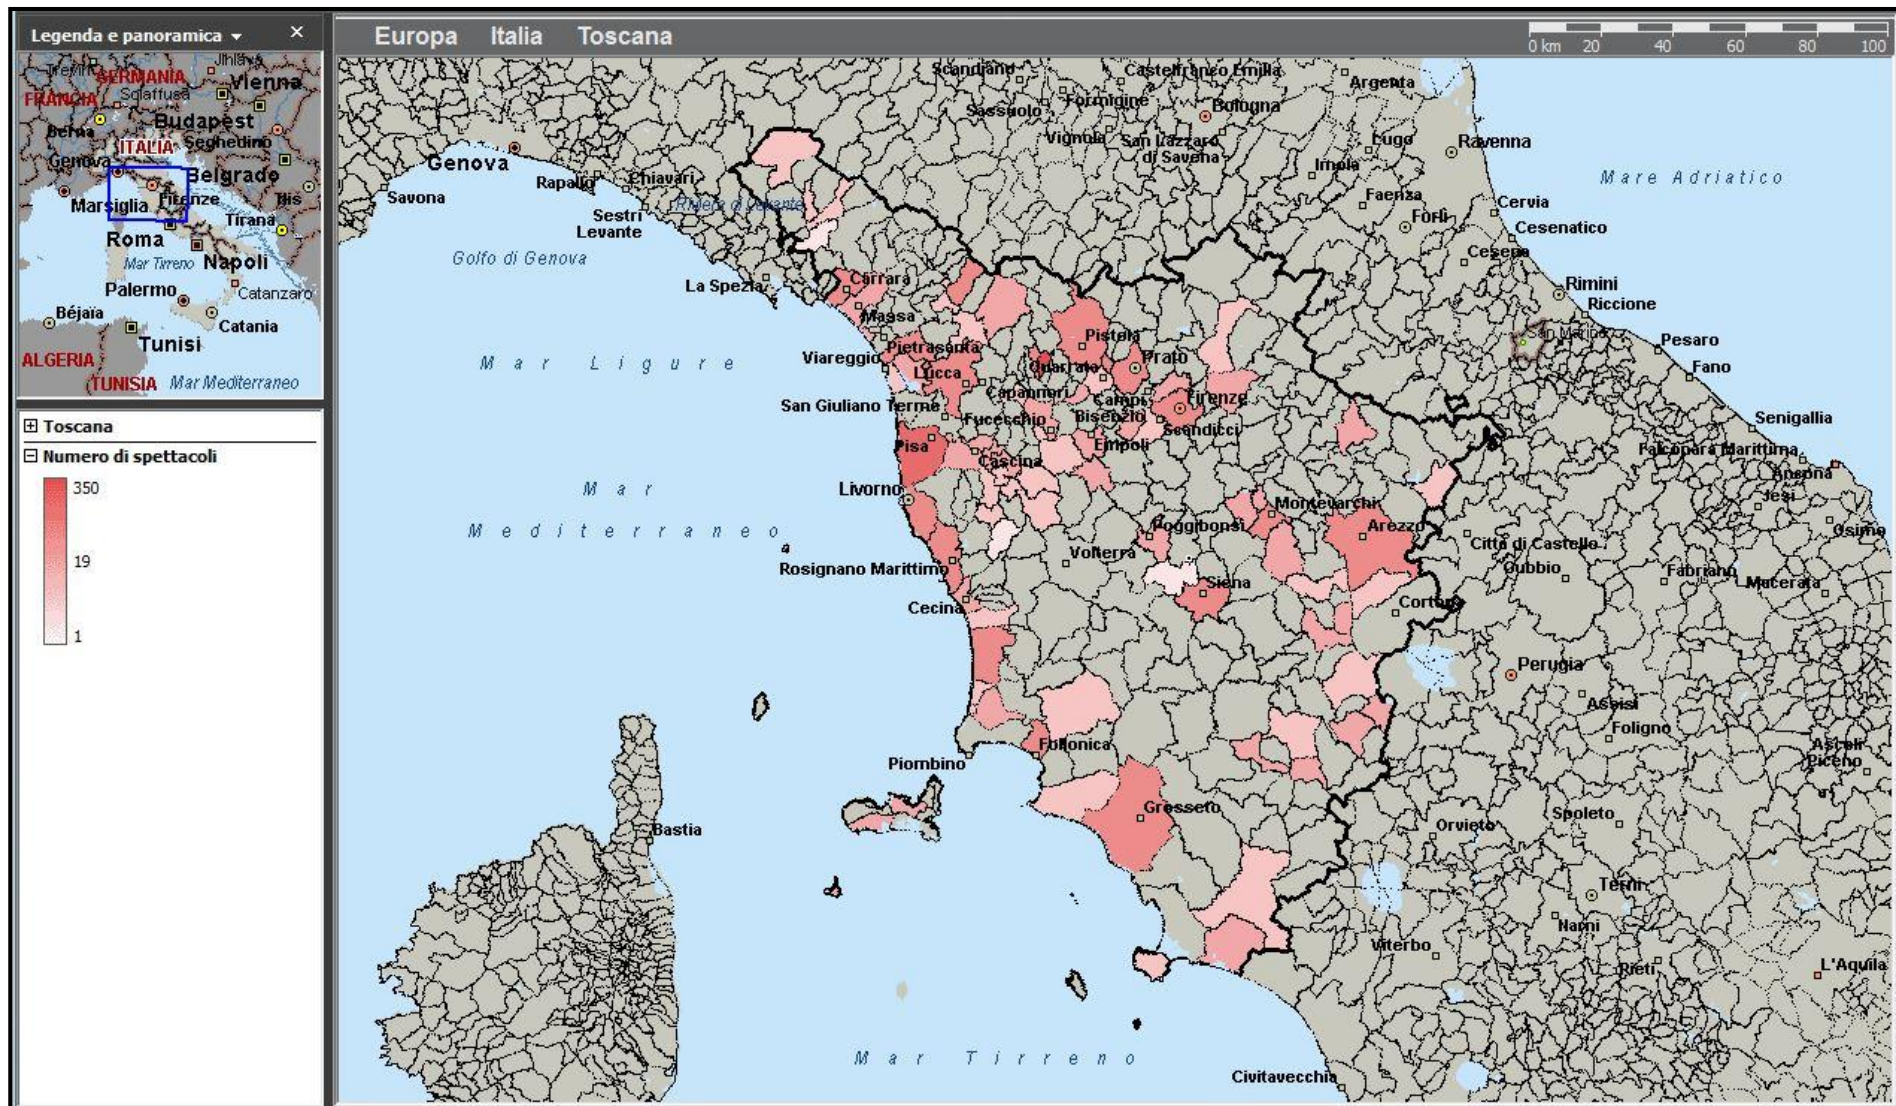 Legenda e panoramica
Europa Italia Toscana
0 km 20 40 60 80 100
GERMANIA
Vienna
FRANCIA
Sciaffusa
Budapest
Berna
ITALIA
Seghedino
Genova
Belgrado
Marsiglia
Firenze
Nis
Tirana
Roma
Mar Tirreno
Napoli
Palermo
Catanzaro
Béjaïa
Catania
Tunisi
ALGERIA
TUNISIA
Mar Mediterraneo
Toscana
Numero di spettacoli
350
19
1
Scandiano
Castelfranco Emilia
Argenta
Sassuolo
Formigine
Bologna
Vignola
San Lazzaro
di Savena
Lugo
Ravenna
Imola
Genova
Rapallo
Chiavari
Savona
Riviera di Levante
Sestri
Levante
Faenza
Forlì
Cervia
Cesenatico
Cesena
Mare Adriatico
Golfo di Genova
La Spezia
Carrara
Massa
Rimini
Riccione
San Marino
Pesaro
Fano
Senigallia
Mar Ligure
Viareggio
Pietrasanta
Lucca
Pistoia
Quarrata
Prato
Capannori
San Giuliano Terme
Fucecchio
Campi
Bisenzio
Firenze
Scandicci
Empoli
Pisa
Cascina
Falconara Marittima
Ancona
Jesi
Osimo
Mar
Mediterraneo
Livorno
Montevarchi
Poggibonsi
Arezzo
Volterra
Rosignano Marittimo
Siena
Cecina
Cortona
Città di Castello
Gubbio
Fabriano
Macerata
Perugia
Assisi
Foligno
Ascoli
Piceno
Follonica
Piombino
Grosseto
Bastia
Orvieto
Spoleto
Terni
Narni
Viterbo
Rieti
L'Aquila
Mar Tirreno
Civitavecchia